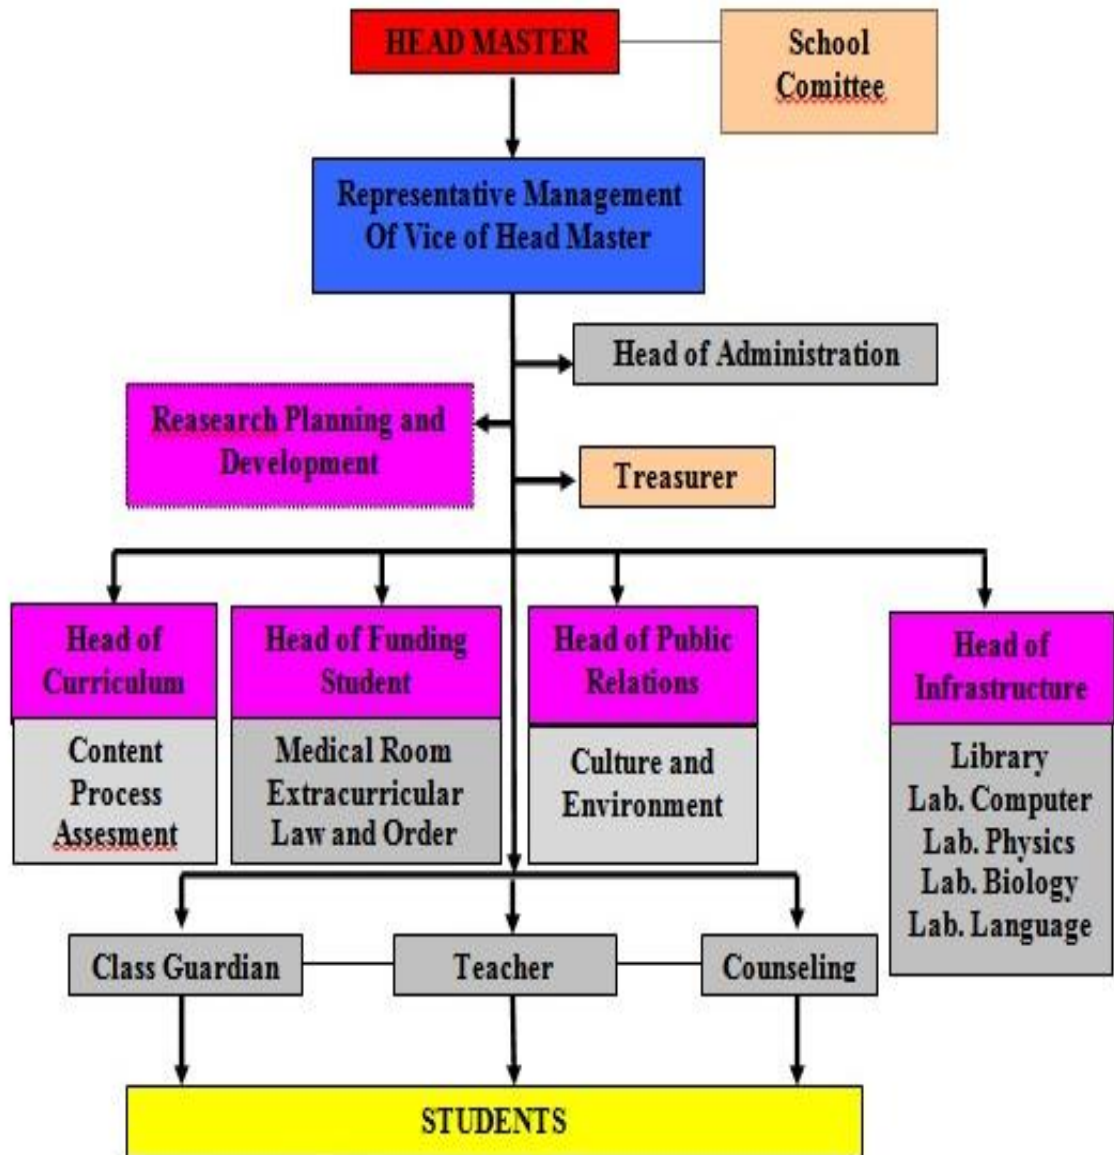 HEAD MASTER
School
Comittee
Representative Management
Of Vice of Head Master
Head of Administration
Reasearch Planning and
Development
Treasurer
Head of
Curriculum
Content
Process
Assesment
Head of Funding
Student
Medical Room
Extracurricular
Law and Order
Head of Public
Relations
Culture and
Environment
Head of
Infrastructure
Library
Lab. Computer
Lab. Physics
Lab. Biology
Lab. Language
Class Guardian
Teacher
Counseling
STUDENTS